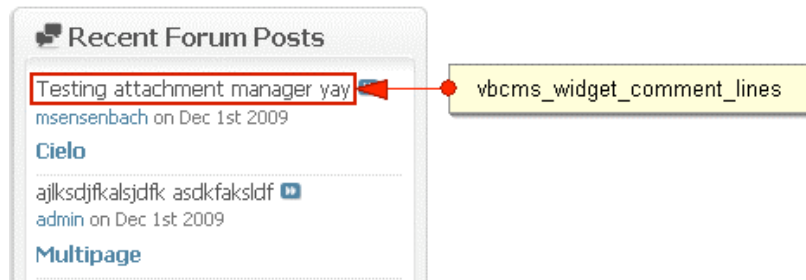 Recent Forum Posts
Testing attachment manager yay
vbcms_widget_comment_lines
msensenbach on Dec 1st 2009
Cielo
ajlksdjfkalsjdfk asdkfaksldf
admin on Dec 1st 2009
Multipage